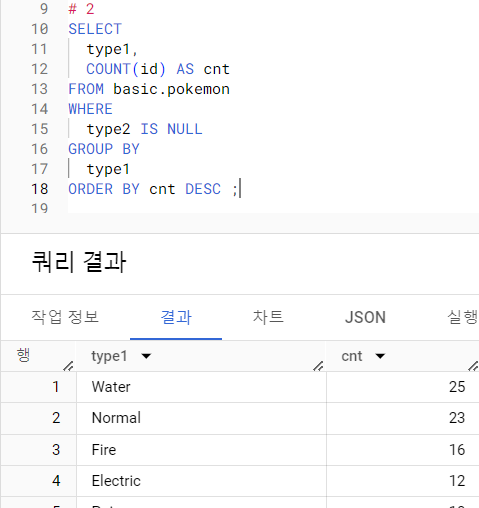 9 # 2
10 SELECT
11 type1,
12 COUNT(id) AS cnt
13 FROM basic.pokemon
14 WHERE
15 type2 IS NULL
16 GROUP BY
17 type1
18 ORDER BY cnt DESC ;
19
쿼리 결과
작업 정보 결과 차트 JSON 실행
행 type1 cnt
1 Water 25
2 Normal 23
3 Fire 16
4 Electric 12